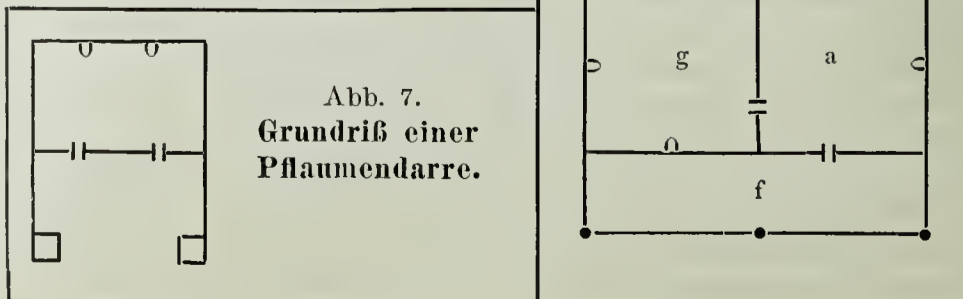 Abb. 7.
Grundriß einer
Pflaumendarre.
g
a
f